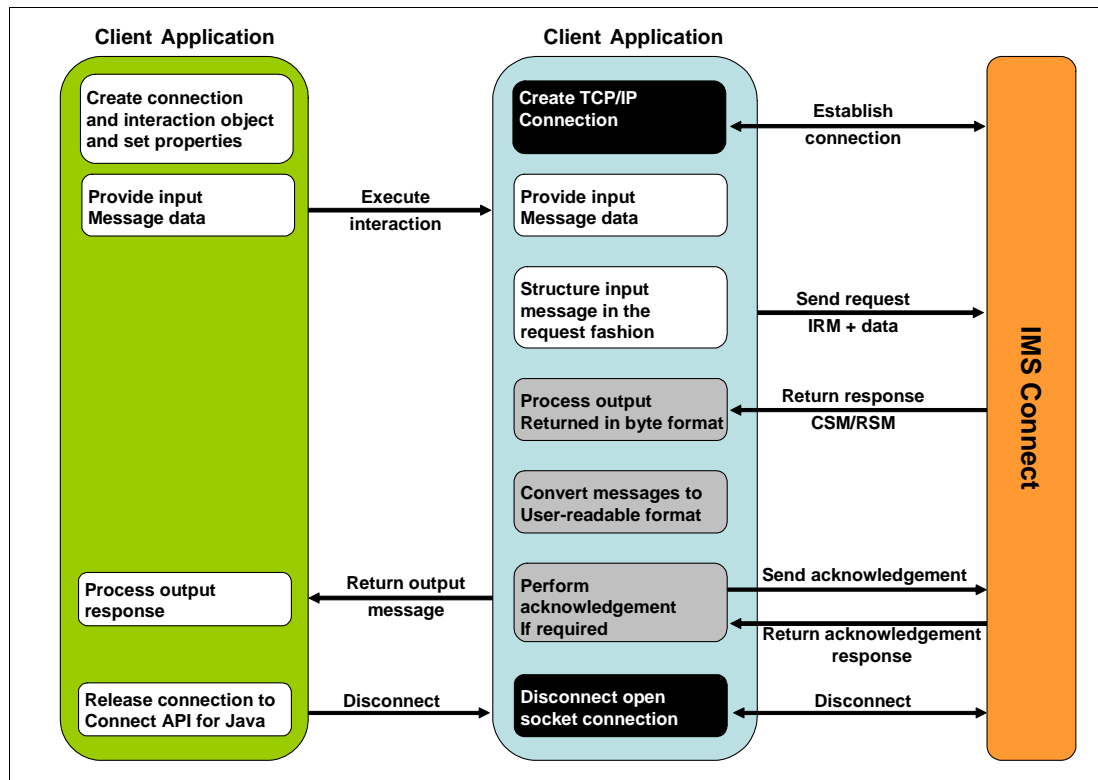 Client Application
Client Application
Create connection
and interaction object
and set properties
Create TCP/IP
Connection
Establish
connection
Provide input
Message data
Execute
interaction
Provide input
Message data
Structure input
message in the
request fashion
Send request
IRM + data
Process output
Returned in byte format
Return response
CSM/RSM
Convert messages to
User-readable format
Process output
response
Return output
message
Perform
acknowledgement
If required
Send acknowledgement
Return acknowledgement
response
Release connection to
Connect API for Java
Disconnect
Disconnect open
socket connection
Disconnect
IMS Connect